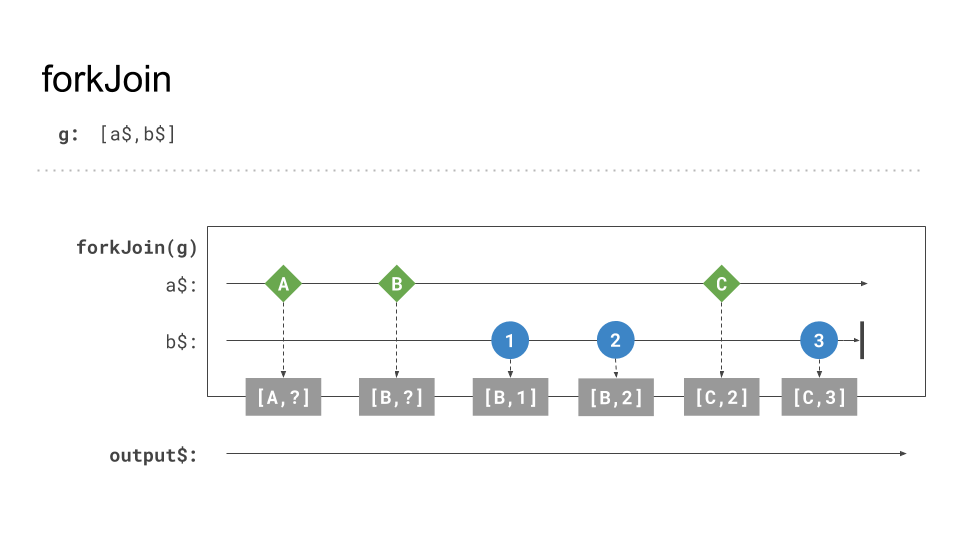 forkJoin
g: [a$,b$]
forkJoin(g)
a$: A B C
b$: 1 2 3
[A,?] [B,?] [B,1] [B,2] [C,2] [C,3]
output$: